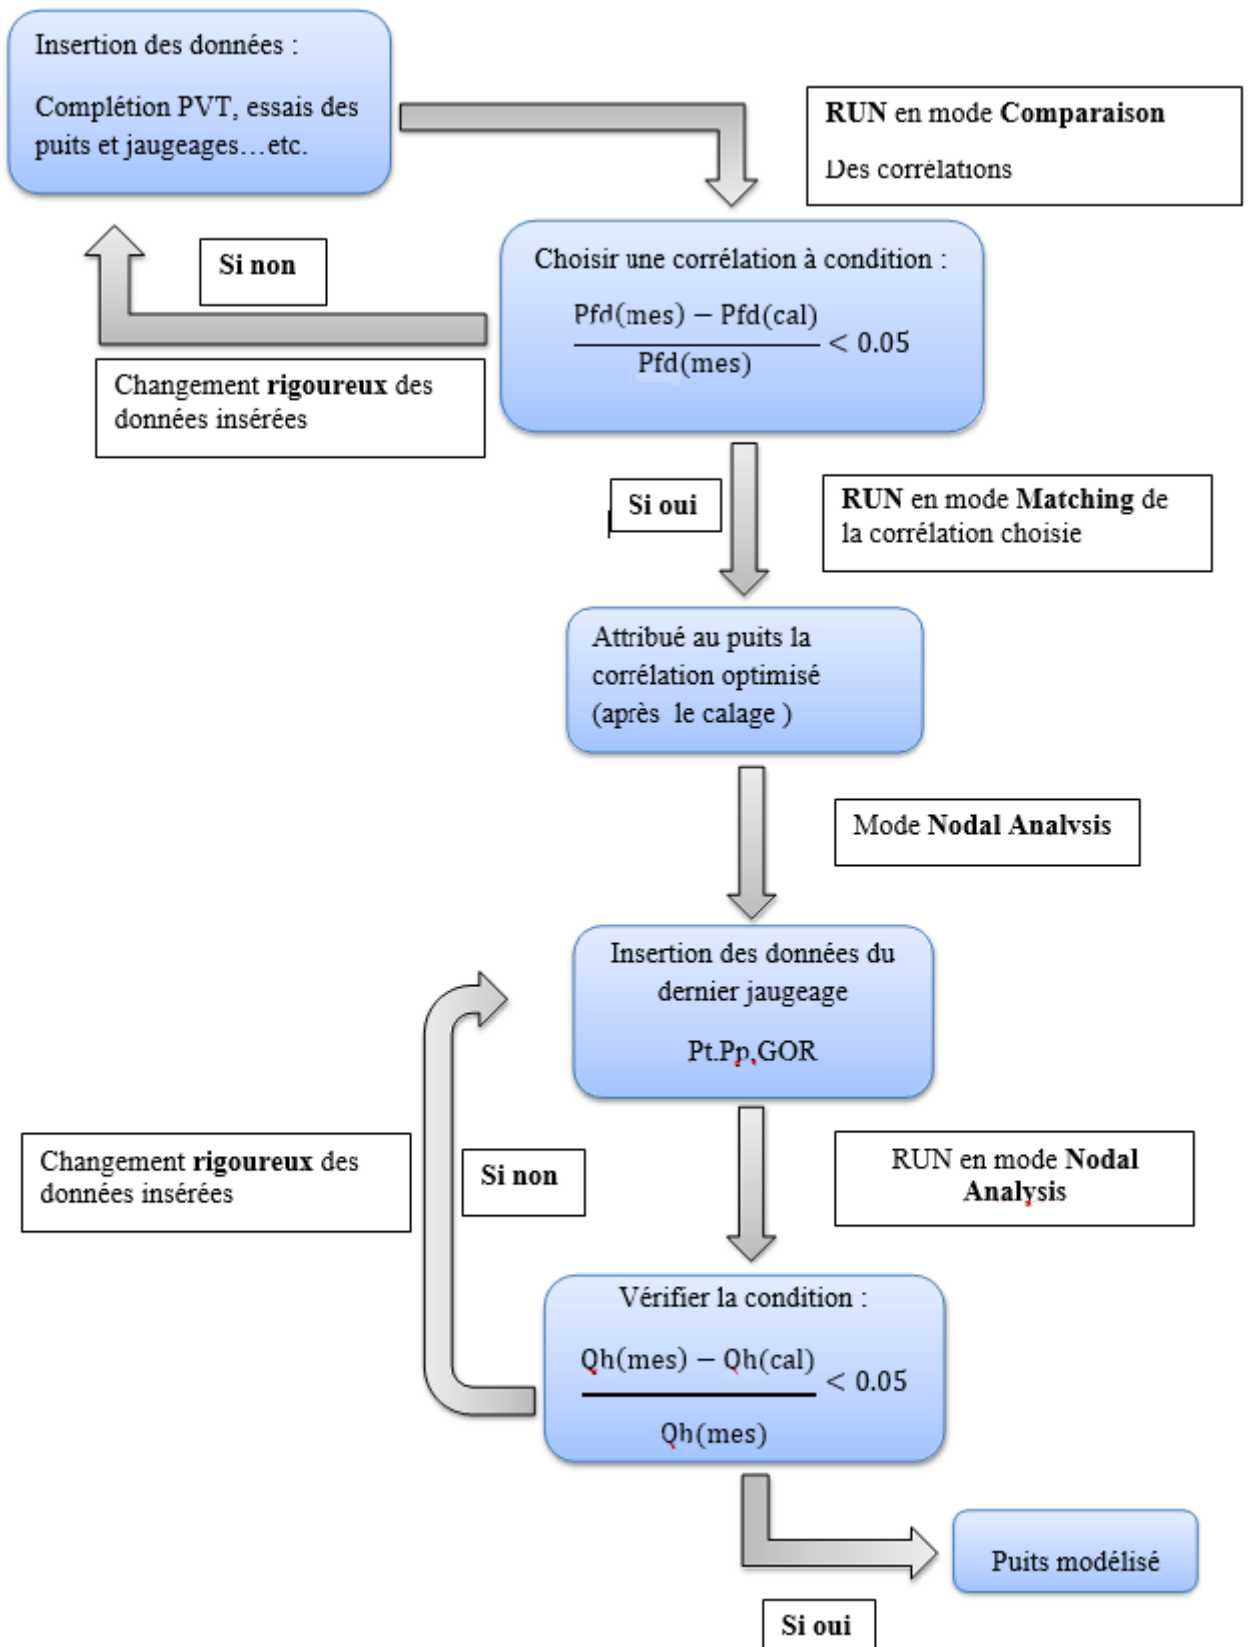 Insertion des données :
Complétion PVT, essais des
puits et jaugeages…etc.
RUN en mode Comparaison
Des corrélations
Si non
Choisir une corrélation à condition :
Pfd(mes) − Pfd(cal)
Pfd(mes)
< 0.05
Changement rigoureux des
données insérées
Si oui
RUN en mode Matching de
la corrélation choisie
Attribué au puits la
corrélation optimisé
(après le calage )
Mode Nodal Analysis
Insertion des données du
dernier jaugeage
Pt.Pp,GOR
Changement rigoureux des
données insérées
Si non
RUN en mode Nodal
Analysis
Vérifier la condition :
Qh(mes) − Qh(cal)
Qh(mes)
< 0.05
Puits modélisé
Si oui